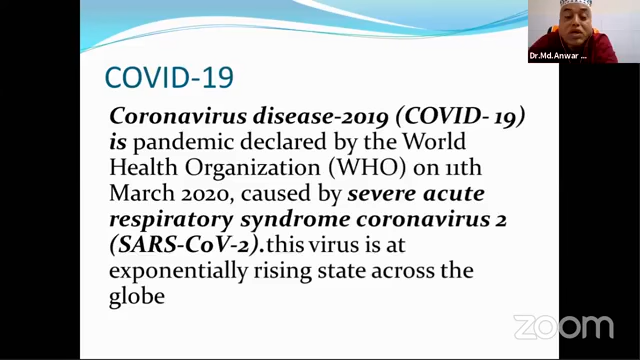 COVID-19
Coronavirus disease-2019 (COVID- 19)
is pandemic declared by the World
Health Organization (WHO) on 11th
March 2020, caused by severe acute
respiratory syndrome coronavirus 2
(SARS-CoV-2).this virus is at
exponentially rising state across the
globe
Dr.Md.Anwar ...
zoom